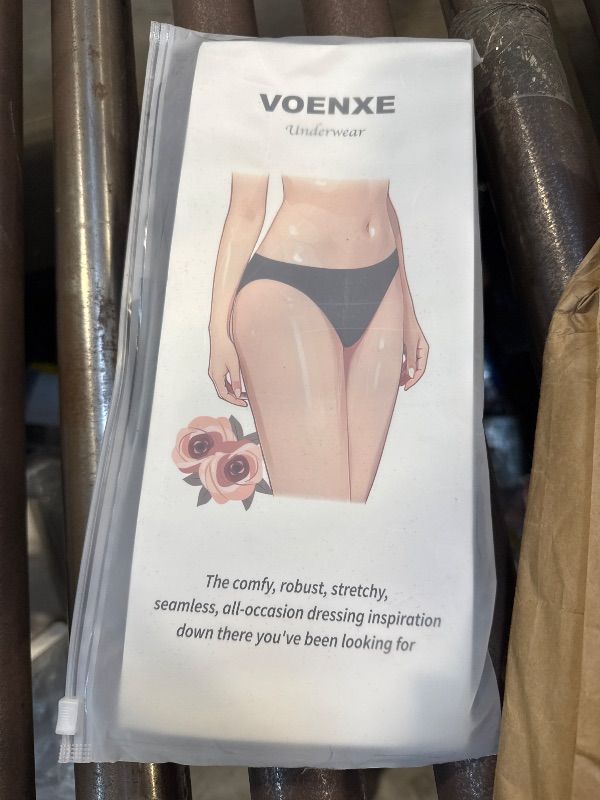 VOENXE
Underwear
The comfy, robust, stretchy,
seamless, all-occasion dressing inspiration
down there you've been looking for